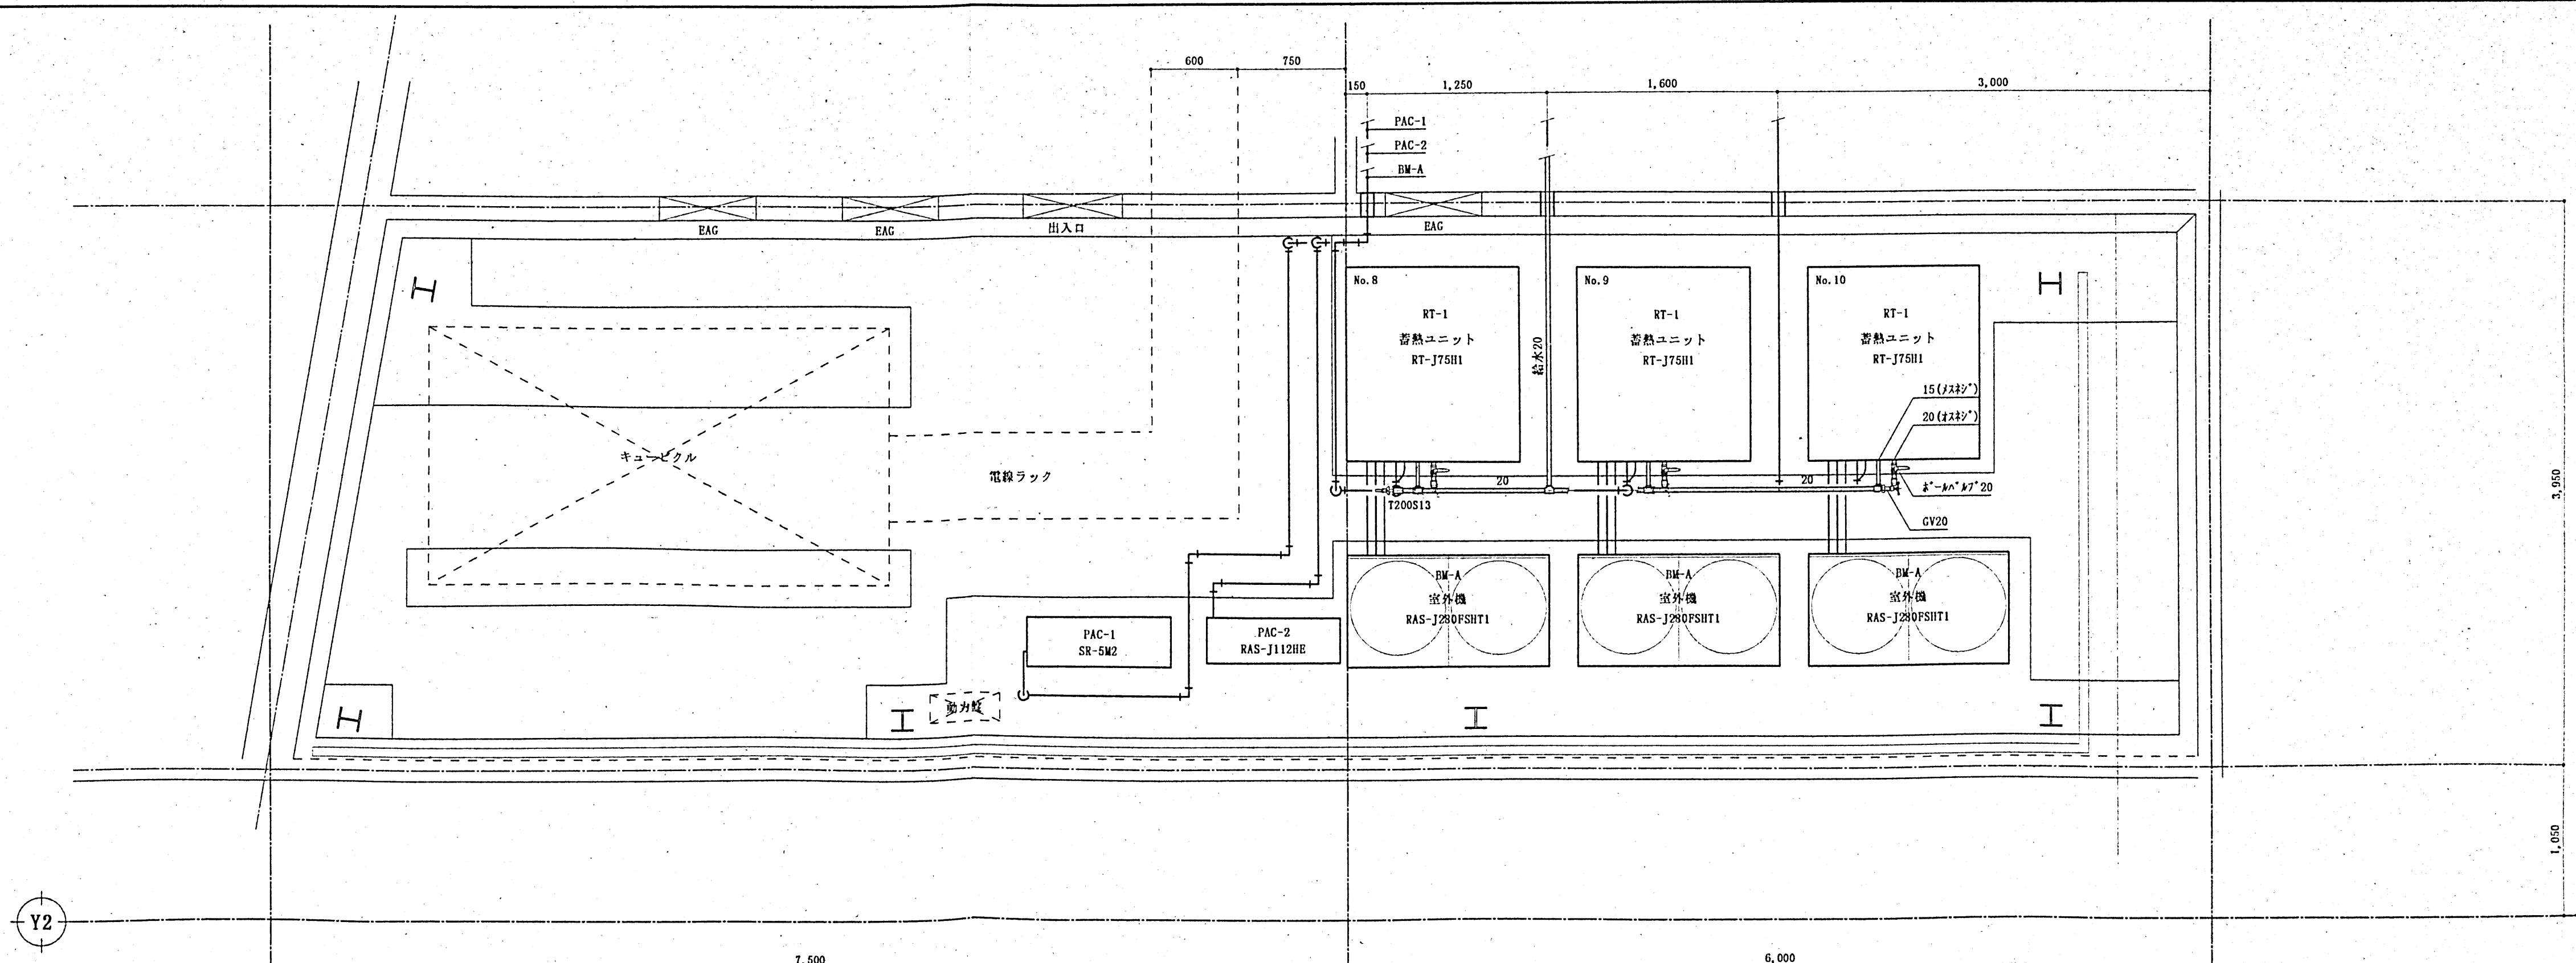 600
750
150
1,250
1,600
3,000
PAC-1
PAC-2
BM-A
EAG
EAG
出入口
EAG
No.8
RT-1
蓄熱ユニット
RT-J75H1
給水20
No.9
RT-1
蓄熱ユニット
RT-J75H1
No.10
RT-1
蓄熱ユニット
RT-J75H1
15(メスネジ)
20(オスネジ)
キュービクル
電線ラック
20
20
ボールバルブ20
T200S13
GV20
3,950
BM-A
室外機
RAS-J280FSHT1
BM-A
室外機
RAS-J280FSHT1
BM-A
室外機
RAS-J280FSHT1
PAC-1
SR-5M2
PAC-2
RAS-J112HE
動力盤
1,050
Y2
7,500
6,000